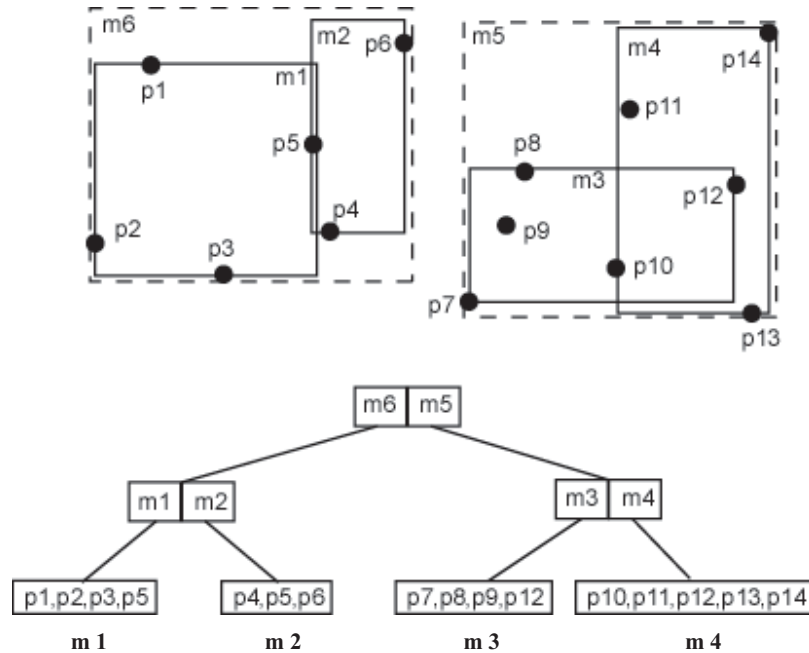 m6
m2
p6
m1
p1
p5
p2
p4
p3
m5
m4
p14
p11
p8
m3
p12
p9
p10
p7
p13
m6 m5
m1 m2
m3 m4
p1,p2,p3,p5
p4,p5,p6
p7,p8,p9,p12
p10,p11,p12,p13,p14
m 1
m 2
m 3
m 4